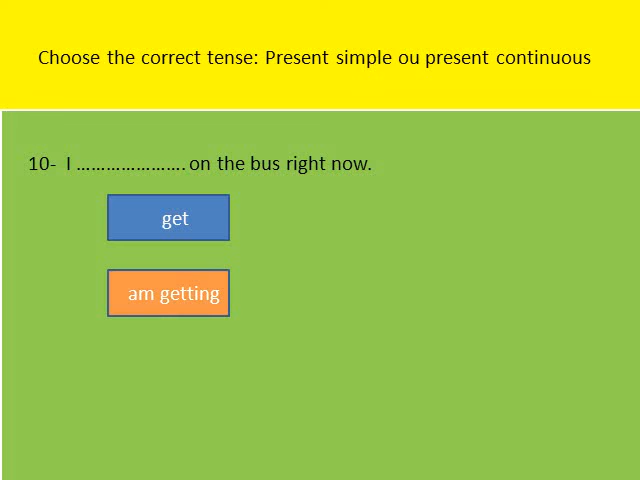 Choose the correct tense: Present simple ou present continuous
10- I …………………. on the bus right now.
get
am getting